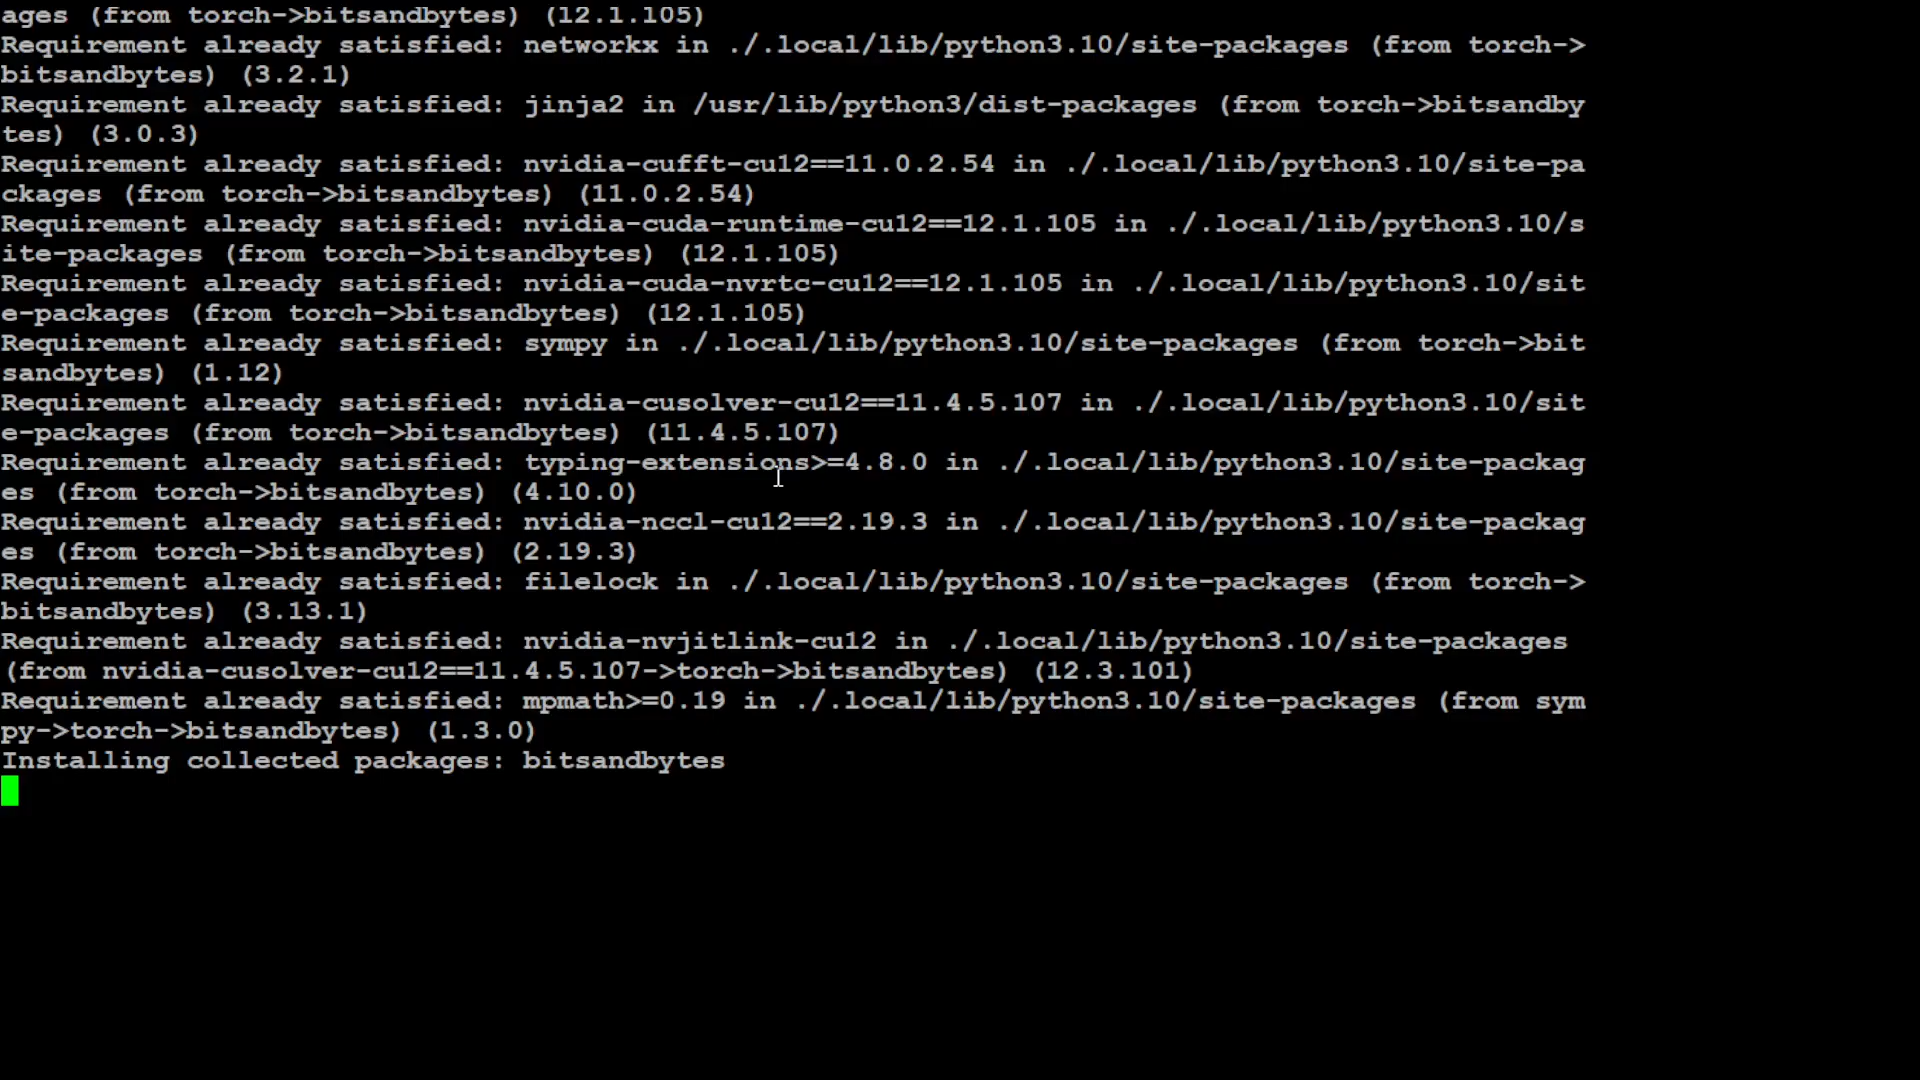 ages (from torch->bitsandbytes) (12.1.105)
Requirement already satisfied: networkx in ./.local/lib/python3.10/site-packages (from torch->
bitsandbytes) (3.2.1)
Requirement already satisfied: jinja2 in /usr/lib/python3/dist-packages (from torch->bitsandby
tes) (3.0.3)
Requirement already satisfied: nvidia-cufft-cu12==11.0.2.54 in ./.local/lib/python3.10/site-pa
ckages (from torch->bitsandbytes) (11.0.2.54)
Requirement already satisfied: nvidia-cuda-runtime-cu12==12.1.105 in ./.local/lib/python3.10/s
ite-packages (from torch->bitsandbytes) (12.1.105)
Requirement already satisfied: nvidia-cuda-nvrtc-cu12==12.1.105 in ./.local/lib/python3.10/sit
e-packages (from torch->bitsandbytes) (12.1.105)
Requirement already satisfied: sympy in ./.local/lib/python3.10/site-packages (from torch->bit
sandbytes) (1.12)
Requirement already satisfied: nvidia-cusolver-cu12==11.4.5.107 in ./.local/lib/python3.10/sit
e-packages (from torch->bitsandbytes) (11.4.5.107)
Requirement already satisfied: typing-extensions>=4.8.0 in ./.local/lib/python3.10/site-packag
es (from torch->bitsandbytes) (4.10.0)
Requirement already satisfied: nvidia-nccl-cu12==2.19.3 in ./.local/lib/python3.10/site-packag
es (from torch->bitsandbytes) (2.19.3)
Requirement already satisfied: filelock in ./.local/lib/python3.10/site-packages (from torch->
bitsandbytes) (3.13.1)
Requirement already satisfied: nvidia-nvjitlink-cu12 in ./.local/lib/python3.10/site-packages
(from nvidia-cusolver-cu12==11.4.5.107->torch->bitsandbytes) (12.3.101)
Requirement already satisfied: mpmath>=0.19 in ./.local/lib/python3.10/site-packages (from sym
py->torch->bitsandbytes) (1.3.0)
Installing collected packages: bitsandbytes